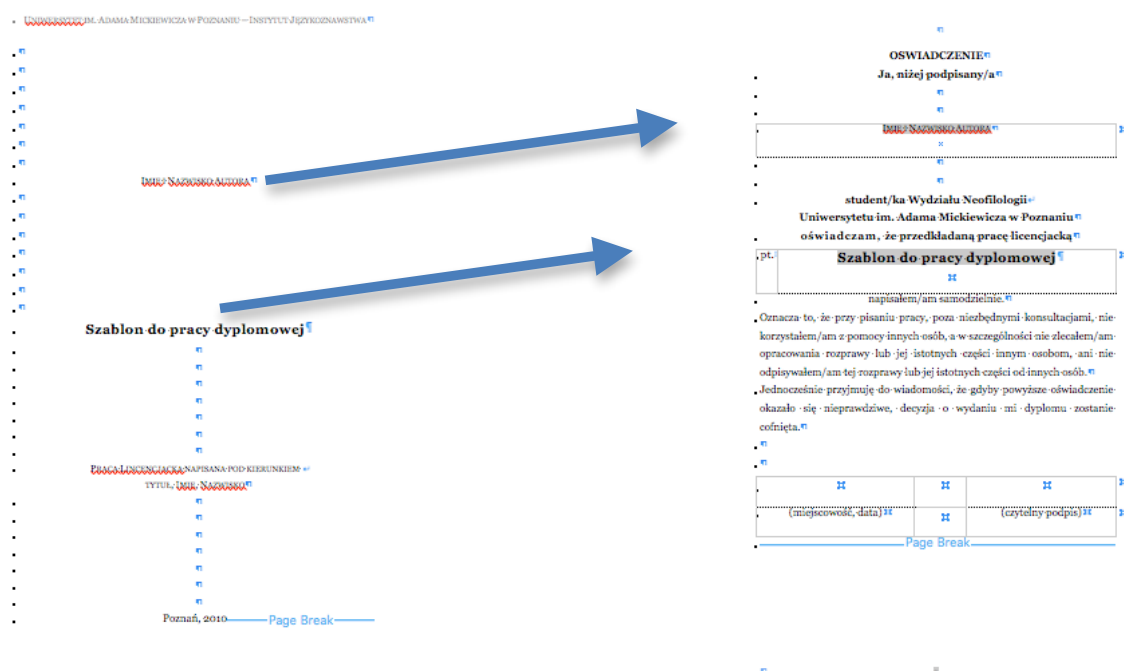 UNIWERSYTET IM. ADAMA MICKIEWICZA W POZNANIU — INSTYTUT JĘZYKOZNAWSTWA
IMIĘ I NAZWISKO AUTORA
Szablon do pracy dyplomowej
PRACA LINCENCJACKA NAPISANA POD KIERUNKIEM
TYTUŁ, IMIĘ, NAZWISKO
Poznań, 2010
Page Break
OSWIADCZENIE
Ja, niżej podpisany/a
IMIĘ I NAZWISKO AUTORA
student/ka Wydziału Neofilologii
Uniwersytetu im. Adama Mickiewicza w Poznaniu
oświadczam, że przedkładaną pracę licencjacką
pt. Szablon do pracy dyplomowej
napisałem/am samodzielnie.
Oznacza to, że przy pisaniu pracy, poza niezbędnymi konsultacjami, nie
korzystałem/am z pomocy innych osób, a w szczególności nie zlecałem/am
opracowania rozprawy lub jej istotnych części innym osobom, ani nie
odpisywałem/am tej rozprawy lub jej istotnych części od innych osób.
Jednocześnie przyjmuję do wiadomości, że gdyby powyższe oświadczenie
okazało się nieprawdziwe, decyzja o wydaniu mi dyplomu zostanie
cofnięta.
(miejscowość, data) (czytelny podpis)
Page Break